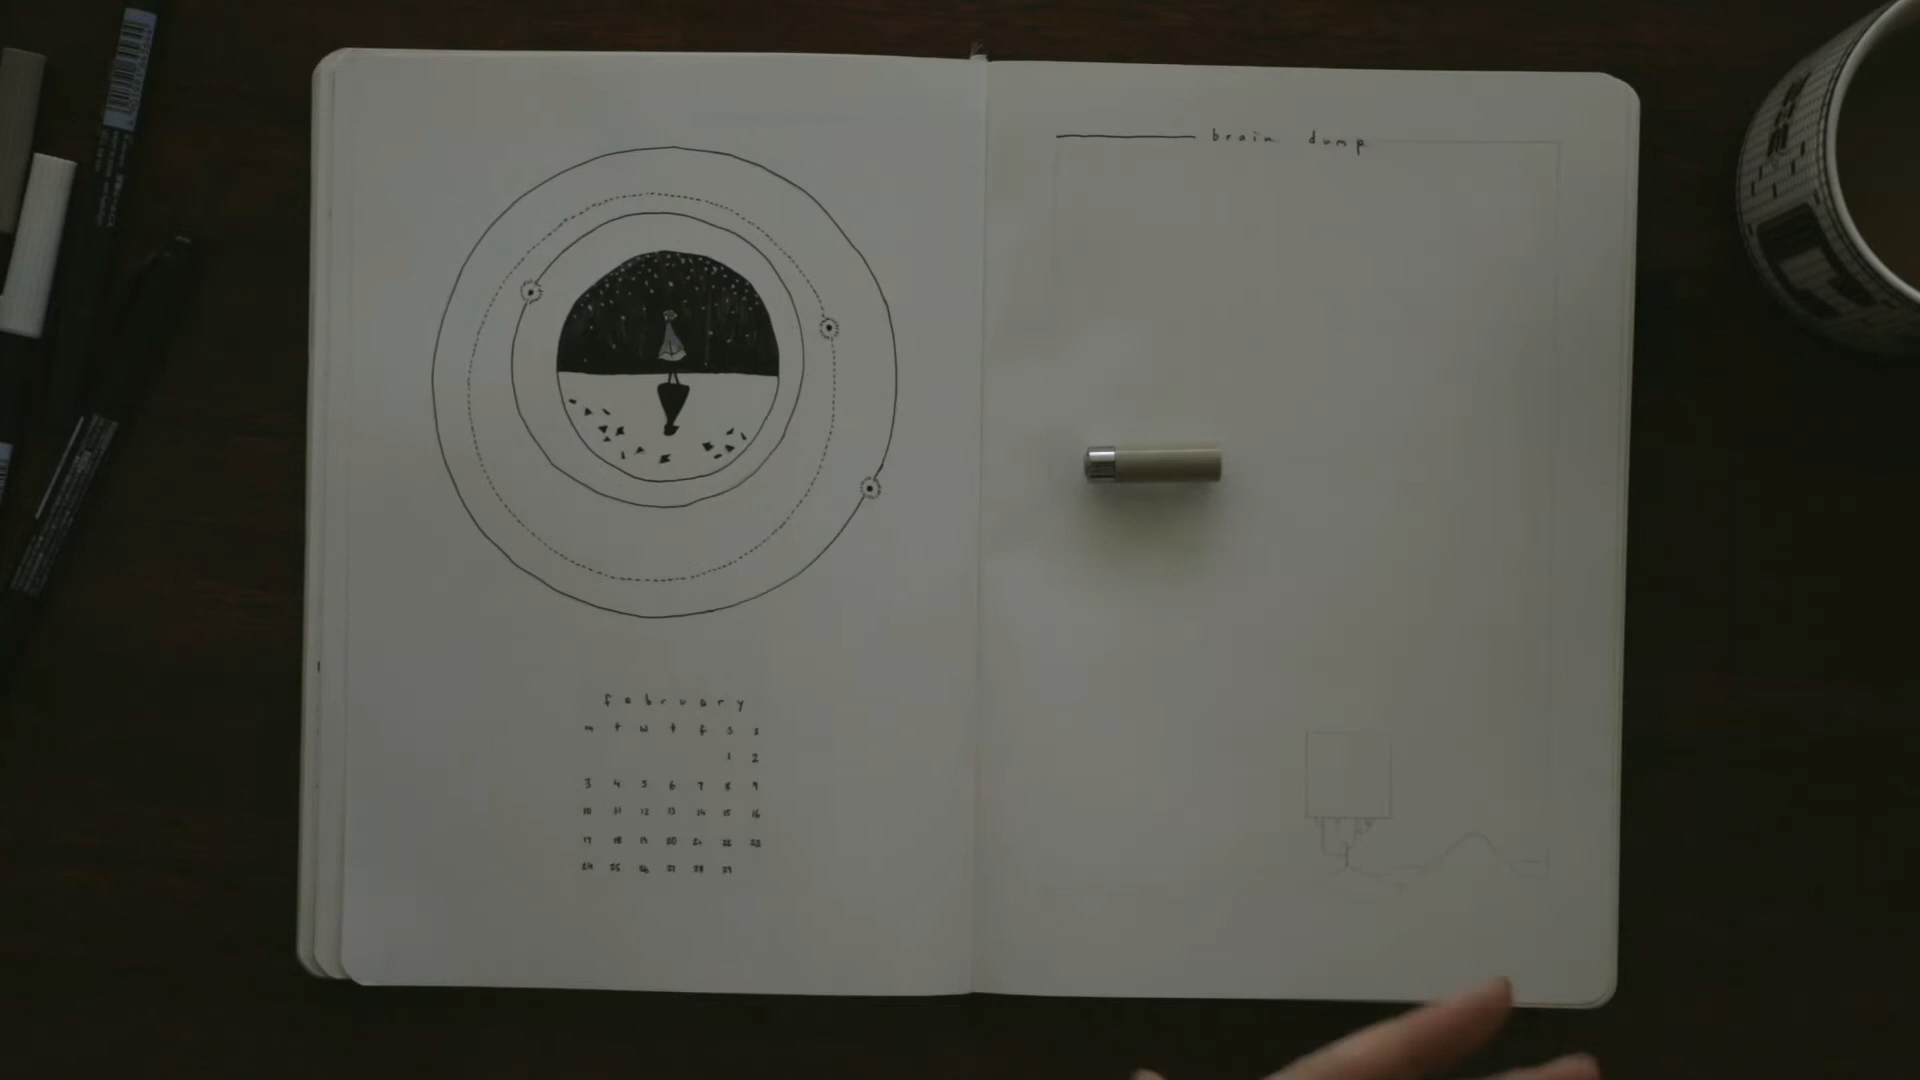 brain dump
february
m t w t f s s
1 2
3 4 5 6 7 8 9
10 11 12 13 14 15 16
17 18 19 20 21 22 23
24 25 26 27 28 29